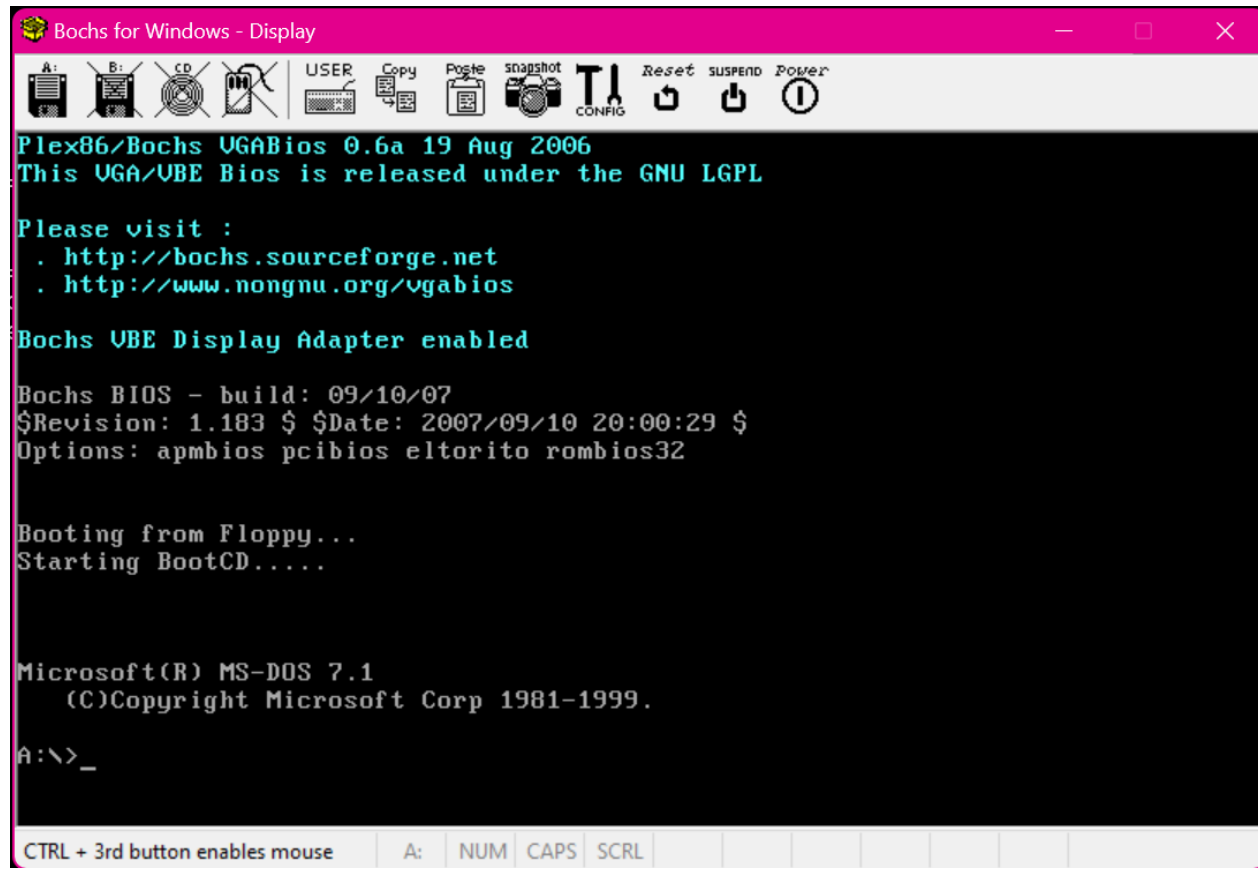 Bochs for Windows - Display
A: B: CD USER Copy Paste snapshot CONFIG Reset SUSPEND Power
Plex86/Bochs VGABios 0.6a 19 Aug 2006
This VGA/VBE Bios is released under the GNU LGPL
Please visit :
. http://bochs.sourceforge.net
. http://www.nongnu.org/vgabios
Bochs VBE Display Adapter enabled
Bochs BIOS - build: 09/10/07
$Revision: 1.183 $ $Date: 2007/09/10 20:00:29 $
Options: apmbios pcibios eltorito rombios32
Booting from Floppy...
Starting BootCD.....
Microsoft(R) MS-DOS 7.1
(C)Copyright Microsoft Corp 1981-1999.
A:\>_
CTRL + 3rd button enables mouse A: NUM CAPS SCRL